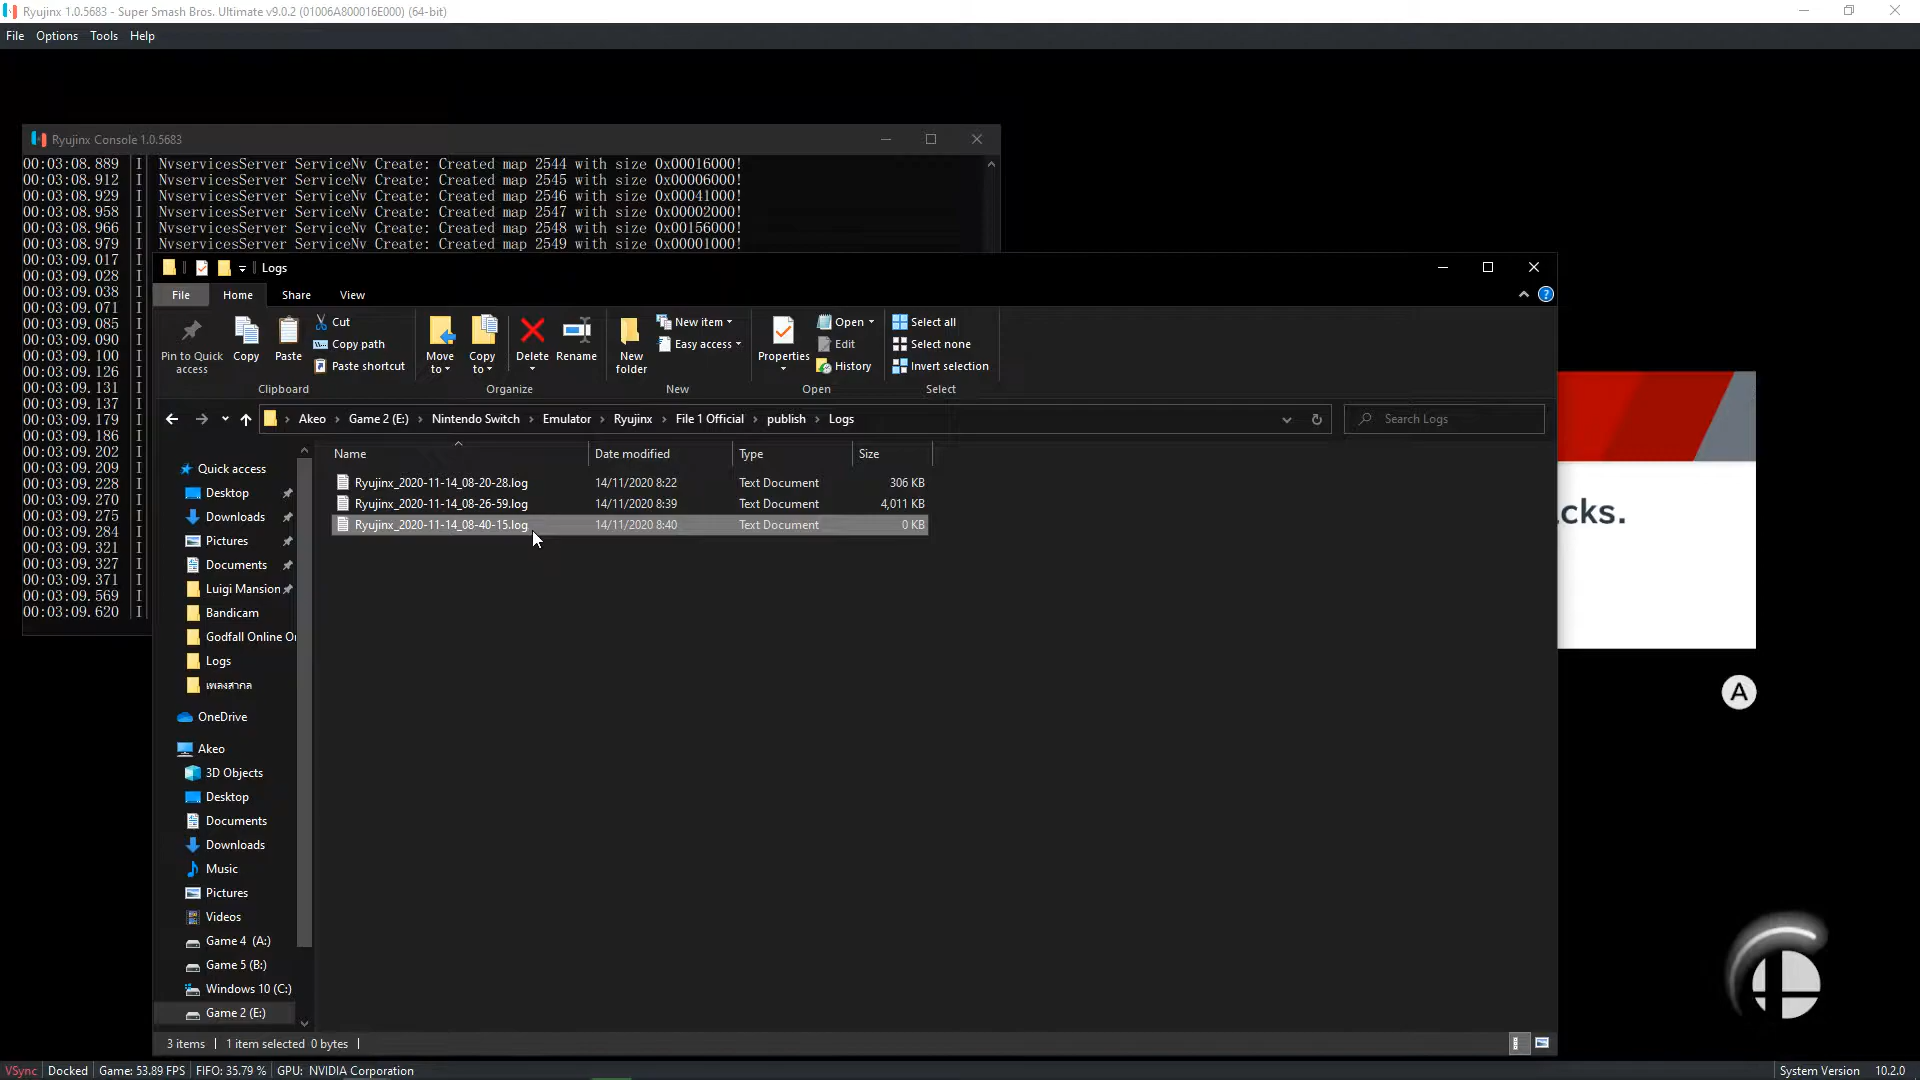 Ryujinx 1.0.5683 - Super Smash Bros. Ultimate v9.0.2 (01006A800016E000) (64-bit)
File Options Tools Help
Ryujinx Console 1.0.5683
00:03:08.889 |I| NvservicesServer ServiceNv Create: Created map 2544 with size 0x00016000!
00:03:08.912 |I| NvservicesServer ServiceNv Create: Created map 2545 with size 0x00006000!
00:03:08.929 |I| NvservicesServer ServiceNv Create: Created map 2546 with size 0x00041000!
00:03:08.958 |I| NvservicesServer ServiceNv Create: Created map 2547 with size 0x00002000!
00:03:08.966 |I| NvservicesServer ServiceNv Create: Created map 2548 with size 0x00156000!
00:03:08.979 |I| NvservicesServer ServiceNv Create: Created map 2549 with size 0x00001000!
00:03:09.017 |I|
00:03:09.028 |I|
00:03:09.038 |I|
00:03:09.071 |I|
00:03:09.085 |I|
00:03:09.090 |I|
00:03:09.100 |I|
00:03:09.126 |I|
00:03:09.131 |I|
00:03:09.137 |I|
00:03:09.179 |I|
00:03:09.186 |I|
00:03:09.202 |I|
00:03:09.209 |I|
00:03:09.228 |I|
00:03:09.270 |I|
00:03:09.275 |I|
00:03:09.284 |I|
00:03:09.321 |I|
00:03:09.327 |I|
00:03:09.371 |I|
00:03:09.569 |I|
00:03:09.620 |I|
Logs
File Home Share View
Pin to Quick access
Copy
Paste
Cut
Copy path
Paste shortcut
Clipboard
Move to
Copy to
Delete
Rename
Organize
New folder
New item
Easy access
New
Properties
Open
Edit
History
Open
Select all
Select none
Invert selection
Select
Akeo › Game 2 (E:) › Nintendo Switch › Emulator › Ryujinx › File 1 Official › publish › Logs
Search Logs
Name Date modified Type Size
Ryujinx_2020-11-14_08-20-28.log 14/11/2020 8:22 Text Document 306 KB
Ryujinx_2020-11-14_08-26-59.log 14/11/2020 8:39 Text Document 4,011 KB
Ryujinx_2020-11-14_08-40-15.log 14/11/2020 8:40 Text Document 0 KB
Quick access
Desktop
Downloads
Pictures
Documents
Luigi Mansion
Bandicam
Godfall Online O
Logs
เพลงสากล
OneDrive
Akeo
3D Objects
Desktop
Documents
Downloads
Music
Pictures
Videos
Game 4 (A:)
Game 5 (B:)
Windows 10 (C:)
Game 2 (E:)
3 items | 1 item selected 0 bytes |
cks.
A
VSync | Docked | Game: 53.89 FPS | FIFO: 35.79 % | GPU: NVIDIA Corporation
System Version 10.2.0